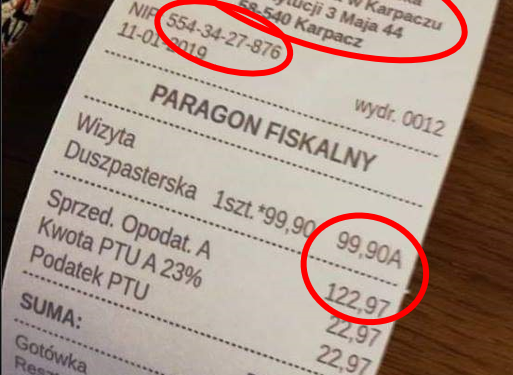 w Karpaczu
3 Maja 44
58-540 Karpacz
NIP 554-34-27-876
11-01-2019
wydr. 0012
PARAGON FISKALNY
Wizyta
Duszpasterska 1szt.*99,90 99,90A
Sprzed. Opodat. A 122,97
Kwota PTU A 23% 22,97
Podatek PTU 22,97
SUMA:
Gotówka